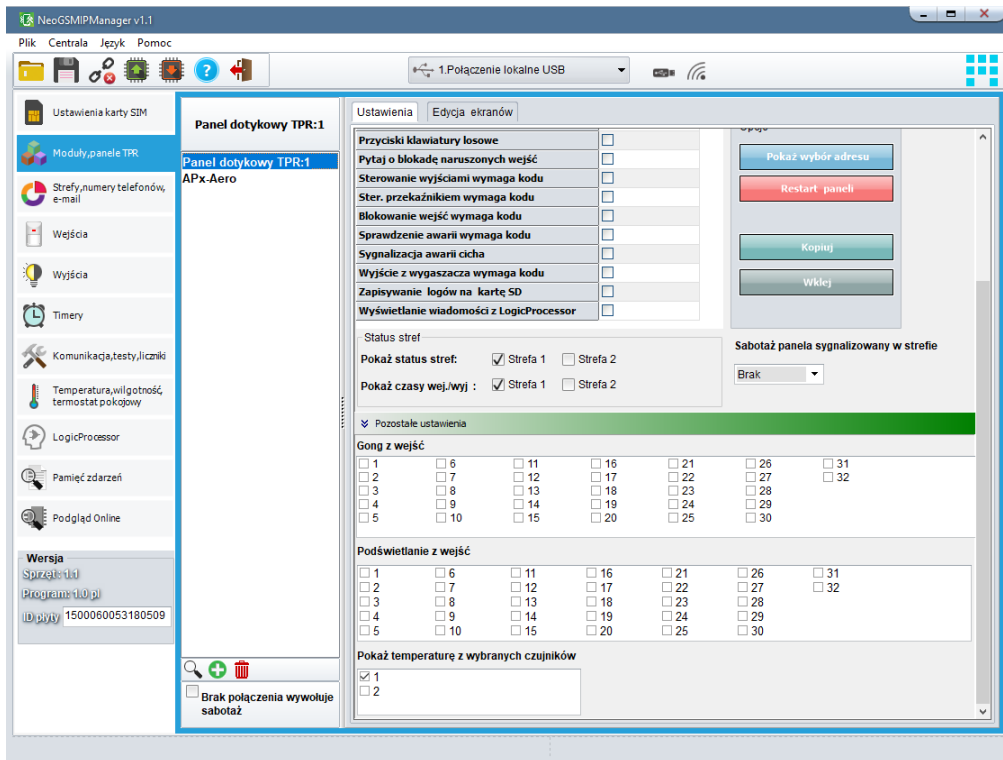 NeoGSMIPManager v1.1
Plik Centrala Język Pomoc
1.Połączenie lokalne USB
Ustawienia karty SIM
Moduły,panele TPR
Strefy,numery telefonów,
e-mail
Wejścia
Wyjścia
Timery
Komunikacja,testy,liczniki
Temperatura,wilgotność,
termostat pokojowy
LogicProcessor
Pamięć zdarzeń
Podgląd Online
Wersja
Sprzęt: 1.1
Program: 1.0 pl
ID płyty 1500060053180509
Panel dotykowy TPR:1
Panel dotykowy TPR:1
APx-Aero
Brak połączenia wywołuje
sabotaż
Ustawienia Edycja ekranów
Przyciski klawiatury losowe
Pytaj o blokadę naruszonych wejść
Sterowanie wyjściami wymaga kodu
Ster. przekaźnikiem wymaga kodu
Blokowanie wejść wymaga kodu
Sprawdzenie awarii wymaga kodu
Sygnalizacja awarii cicha
Wyjście z wygaszacza wymaga kodu
Zapisywanie logów na kartę SD
Wyświetlanie wiadomości z LogicProcessor
Opcje
Pokaż wybór adresu
Restart paneli
Kopiuj
Wklej
Status stref
Pokaż status stref: Strefa 1 Strefa 2
Pokaż czasy wej./wyj : Strefa 1 Strefa 2
Sabotaż panela sygnalizowany w strefie
Brak
Pozostałe ustawienia
Gong z wejść
1 6 11 16 21 26 31
2 7 12 17 22 27 32
3 8 13 18 23 28
4 9 14 19 24 29
5 10 15 20 25 30
Podświetlanie z wejść
1 6 11 16 21 26 31
2 7 12 17 22 27 32
3 8 13 18 23 28
4 9 14 19 24 29
5 10 15 20 25 30
Pokaż temperaturę z wybranych czujników
1
2